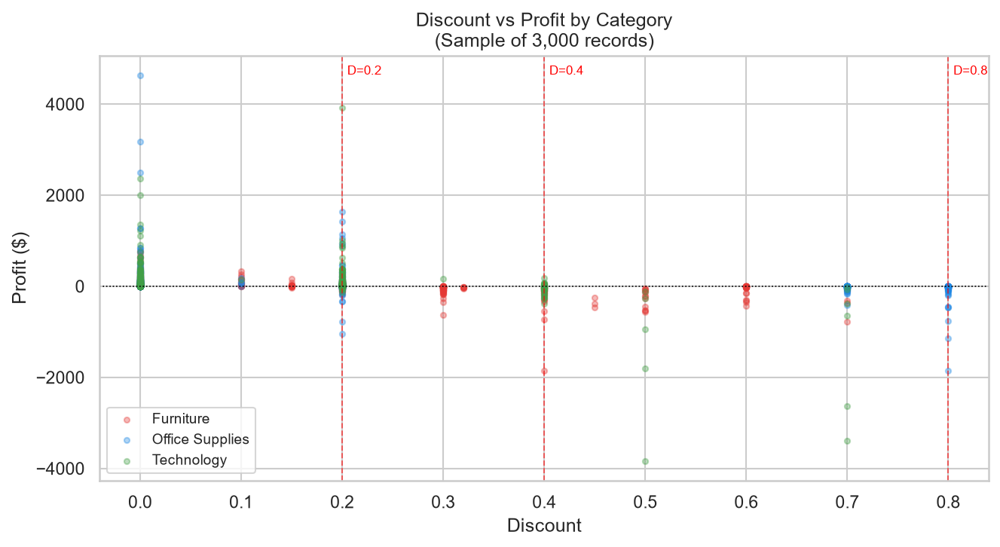 Discount vs Profit by Category
(Sample of 3,000 records)
D=0.2
D=0.4
D=0.8
4000
2000
0
−2000
−4000
Profit ($)
Furniture
Office Supplies
Technology
0.0
0.1
0.2
0.3
0.4
0.5
0.6
0.7
0.8
Discount